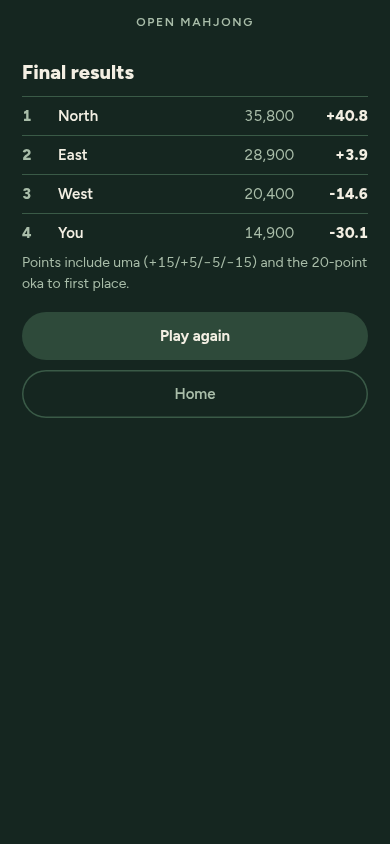 OPEN MAHJONG
Final results
1 North 35,800 +40.8
2 East 28,900 +3.9
3 West 20,400 -14.6
4 You 14,900 -30.1
Points include uma (+15/+5/−5/−15) and the 20-point
oka to first place.
Play again
Home